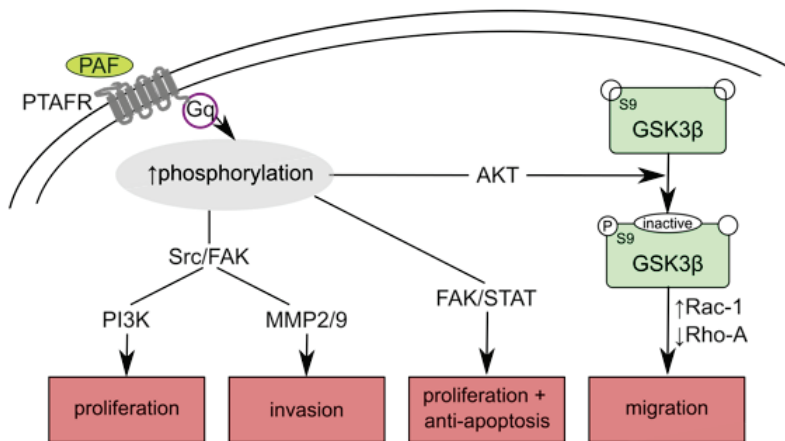 PAF
PTAFR
Gq
S9
GSK3β
↑phosphorylation
AKT
P
inactive
S9
GSK3β
Src/FAK
PI3K
MMP2/9
FAK/STAT
↑Rac-1
↓Rho-A
proliferation
invasion
proliferation +
anti-apoptosis
migration